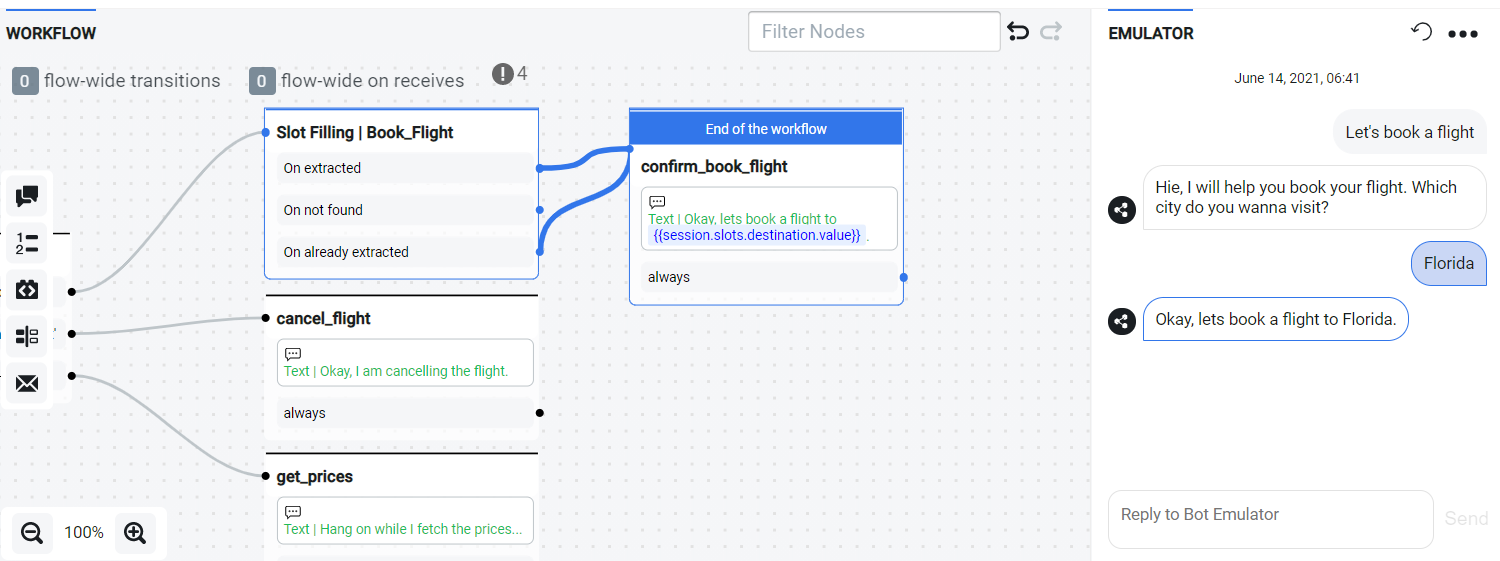 WORKFLOW
Filter Nodes
0 flow-wide transitions
0 flow-wide on receives
4
Slot Filling | Book_Flight
On extracted
On not found
On already extracted
End of the workflow
confirm_book_flight
Text | Okay, lets book a flight to
{{session.slots.destination.value}} .
always
cancel_flight
Text | Okay, I am cancelling the flight.
always
get_prices
Text | Hang on while I fetch the prices...
100%
EMULATOR
June 14, 2021, 06:41
Let's book a flight
Hie, I will help you book your flight. Which
city do you wanna visit?
Florida
Okay, lets book a flight to Florida.
Reply to Bot Emulator
Send